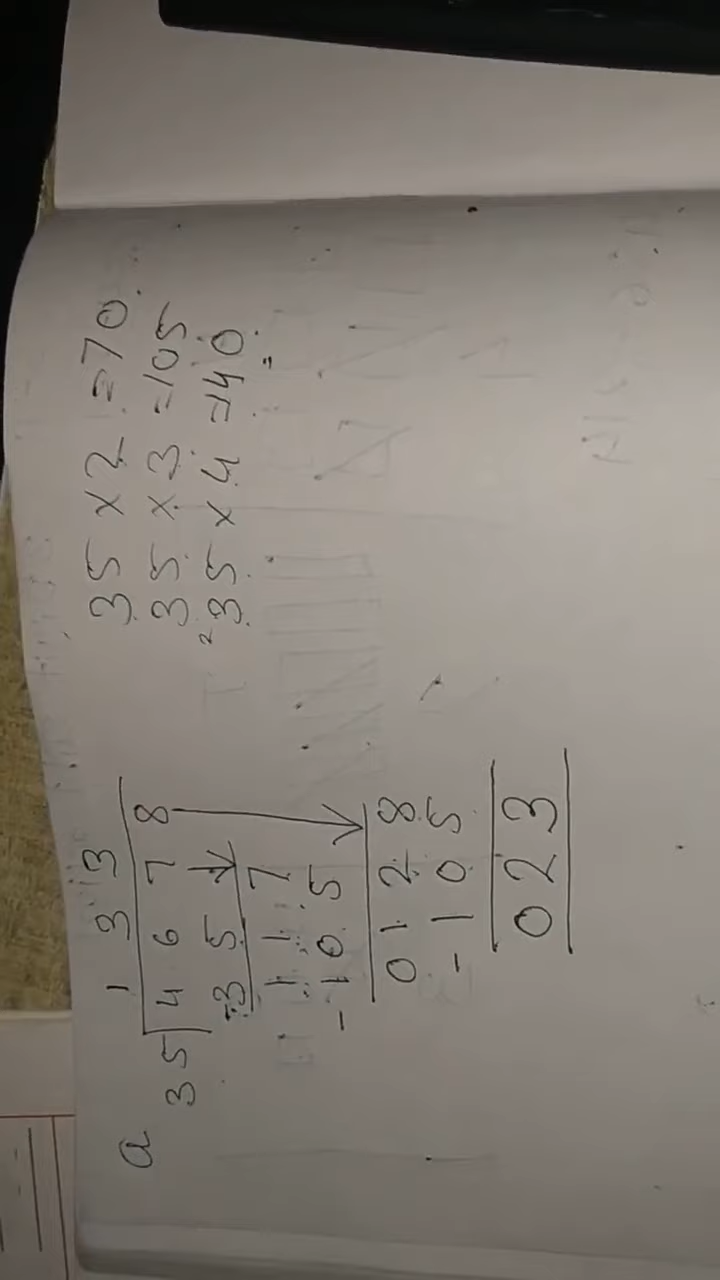 a
1 3 3
35 4 6 7 8
-3 5
1 1 7
-1 0 5
0 1 2 8
-1 0 5
0 2 3
35 x 2 =70.
35 x 3 =105
2
35 x 4 =140.